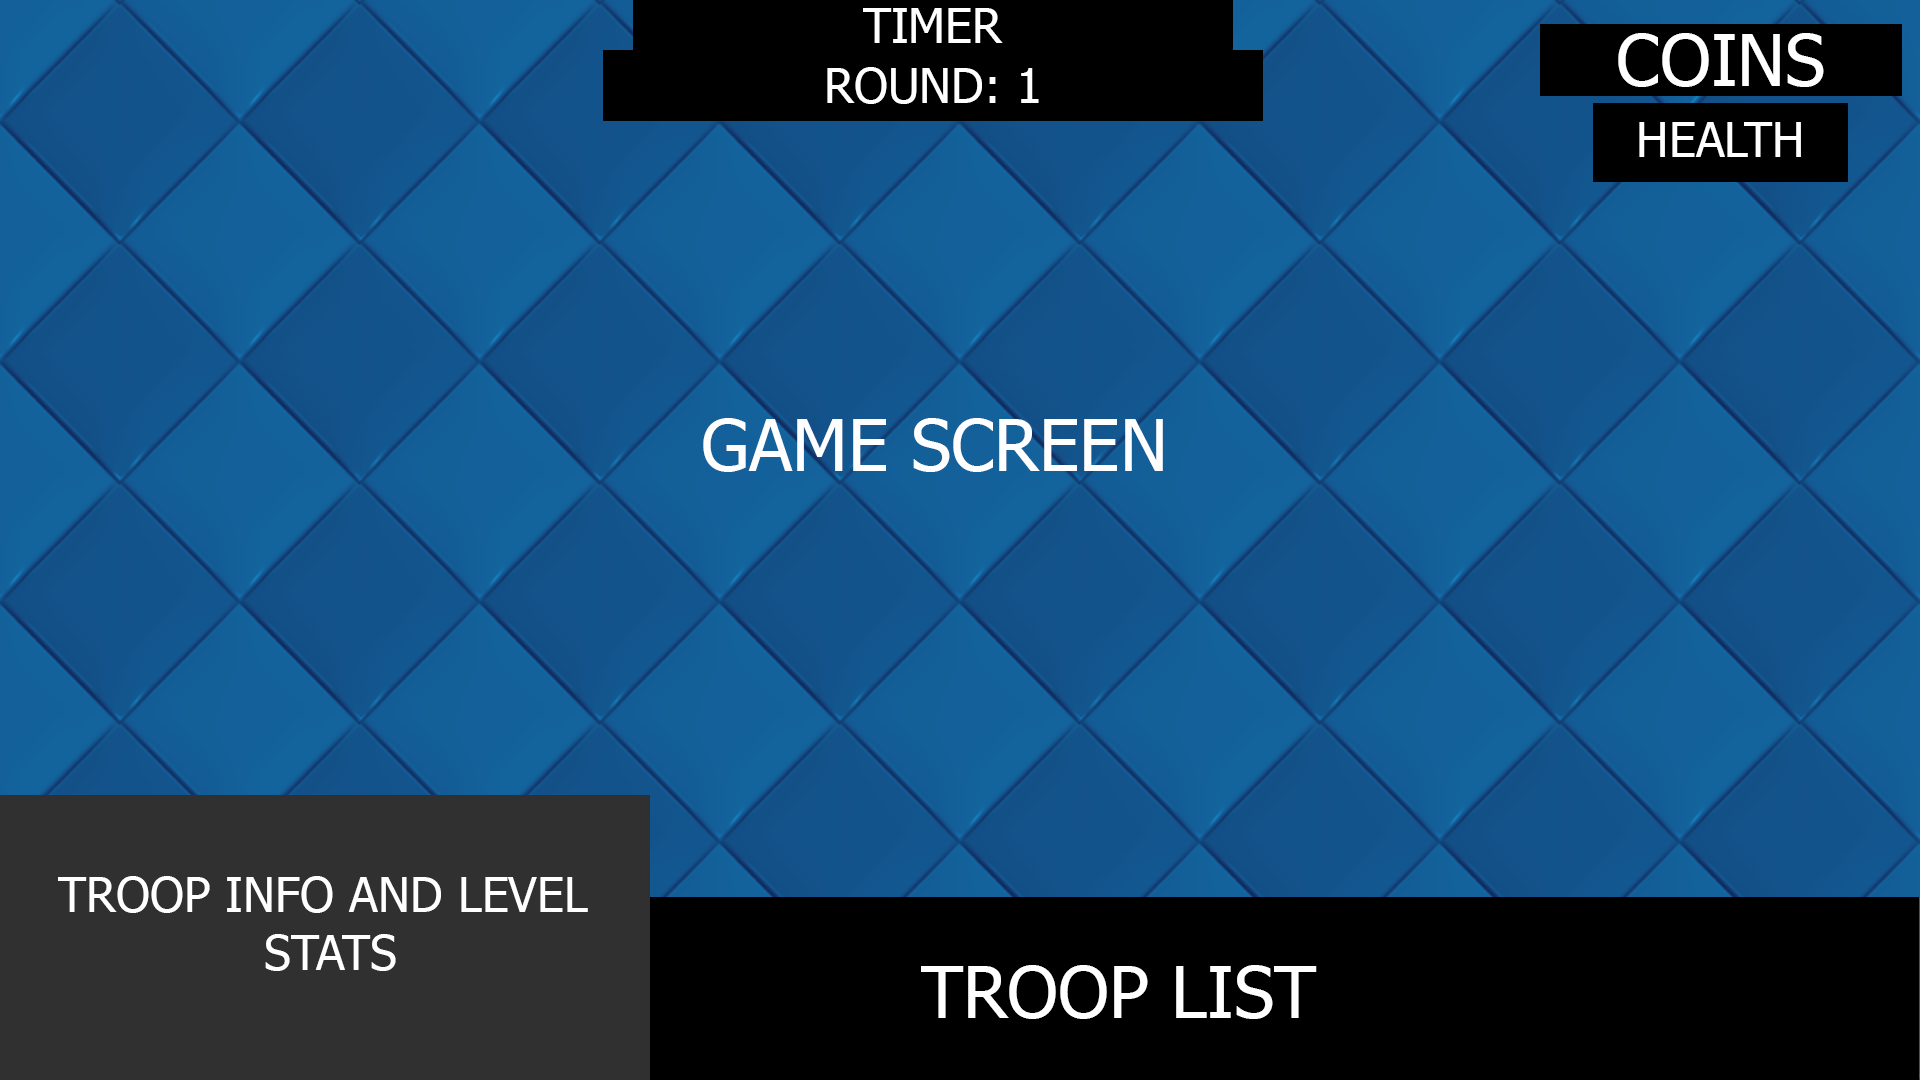 TIMER
ROUND: 1
COINS
HEALTH
GAME SCREEN
TROOP INFO AND LEVEL
STATS
TROOP LIST